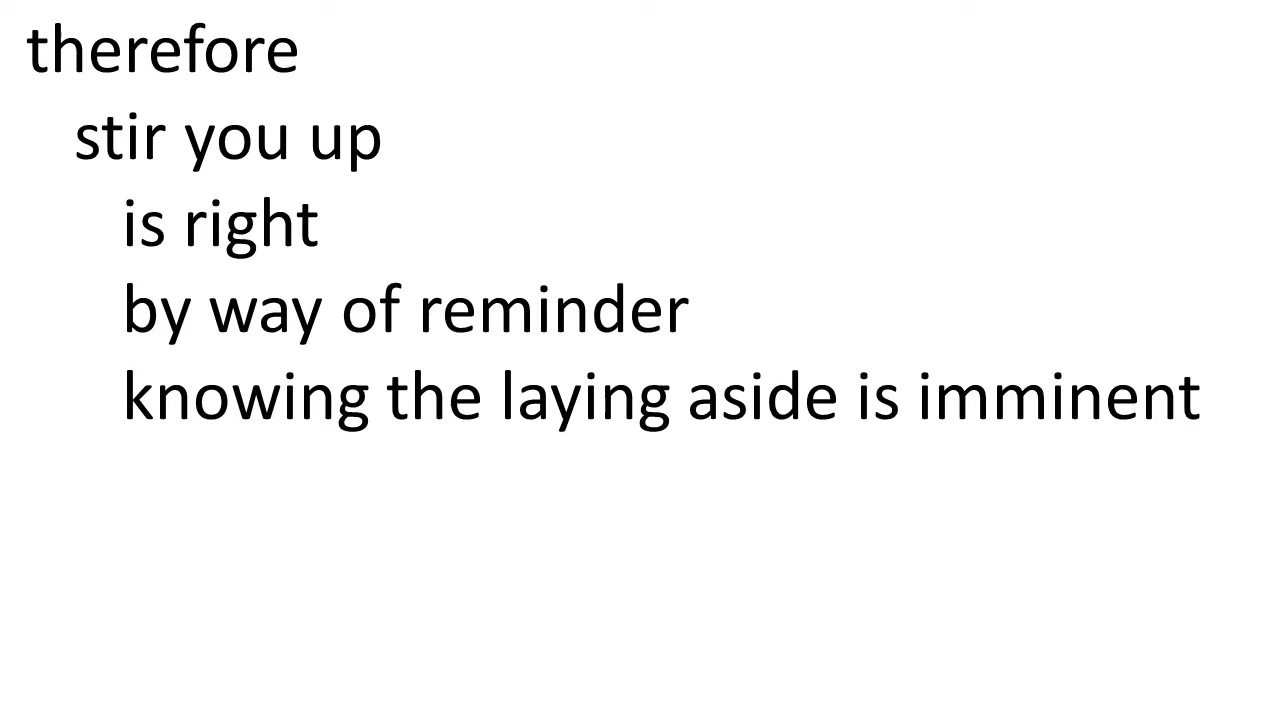 therefore
stir you up
is right
by way of reminder
knowing the laying aside is imminent